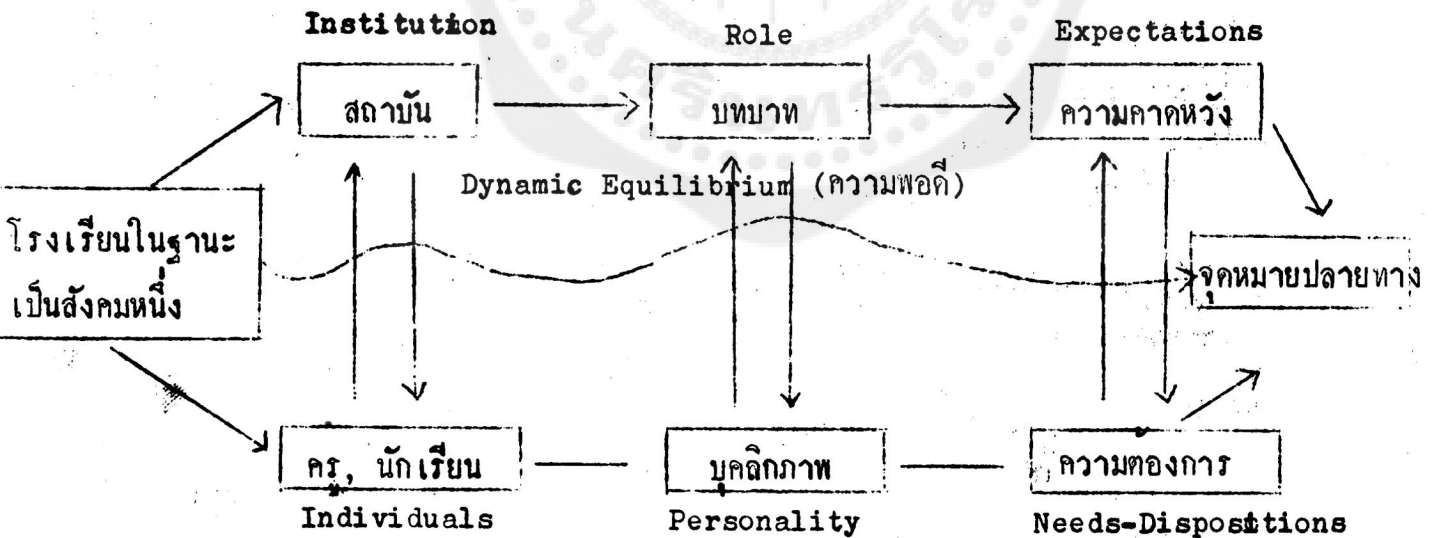 Institution
Role
Expectations
สถาบัน
บทบาท
ความคาดหวัง
Dynamic Equilibrium (ความพอดี)
โรงเรียนในฐานะ
เป็นสังคมหนึ่ง
จุดหมายปลายทาง
ครู, นักเรียน
บุคลิกภาพ
ความตองการ
Individuals
Personality
Needs-Dispositions